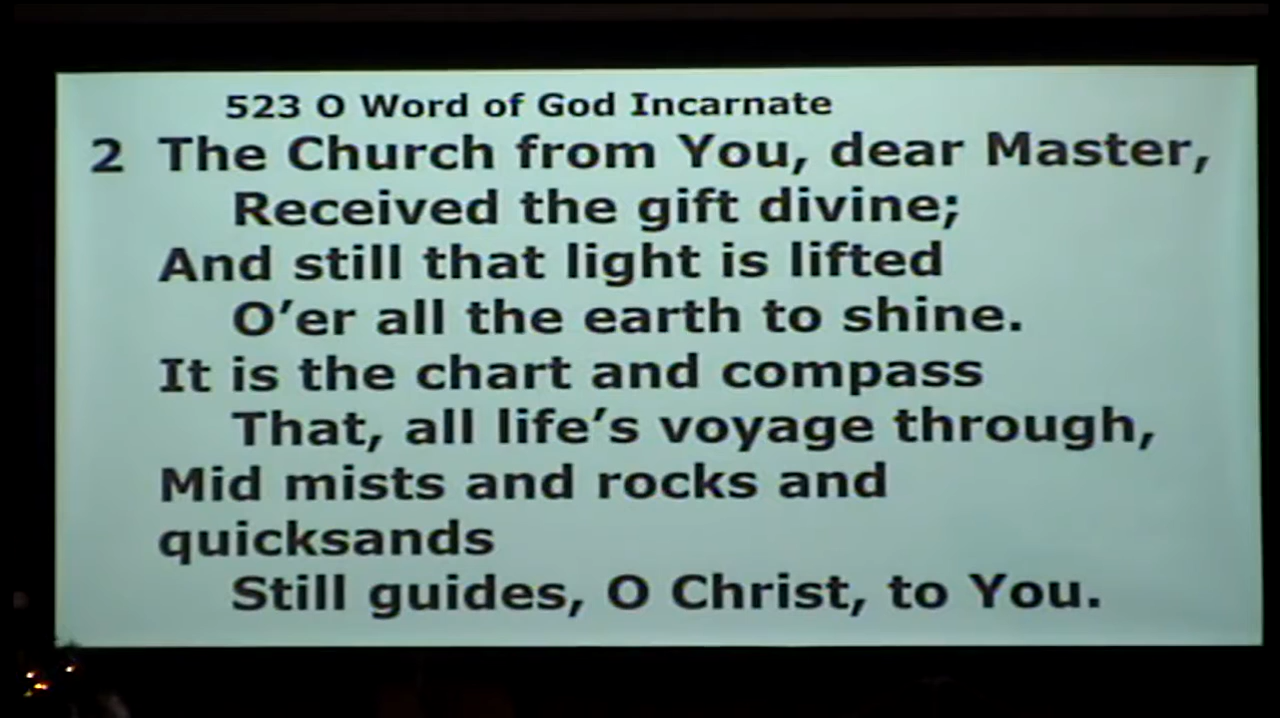 523 O Word of God Incarnate
2 The Church from You, dear Master,
Received the gift divine;
And still that light is lifted
O’er all the earth to shine.
It is the chart and compass
That, all life’s voyage through,
Mid mists and rocks and
quicksands
Still guides, O Christ, to You.